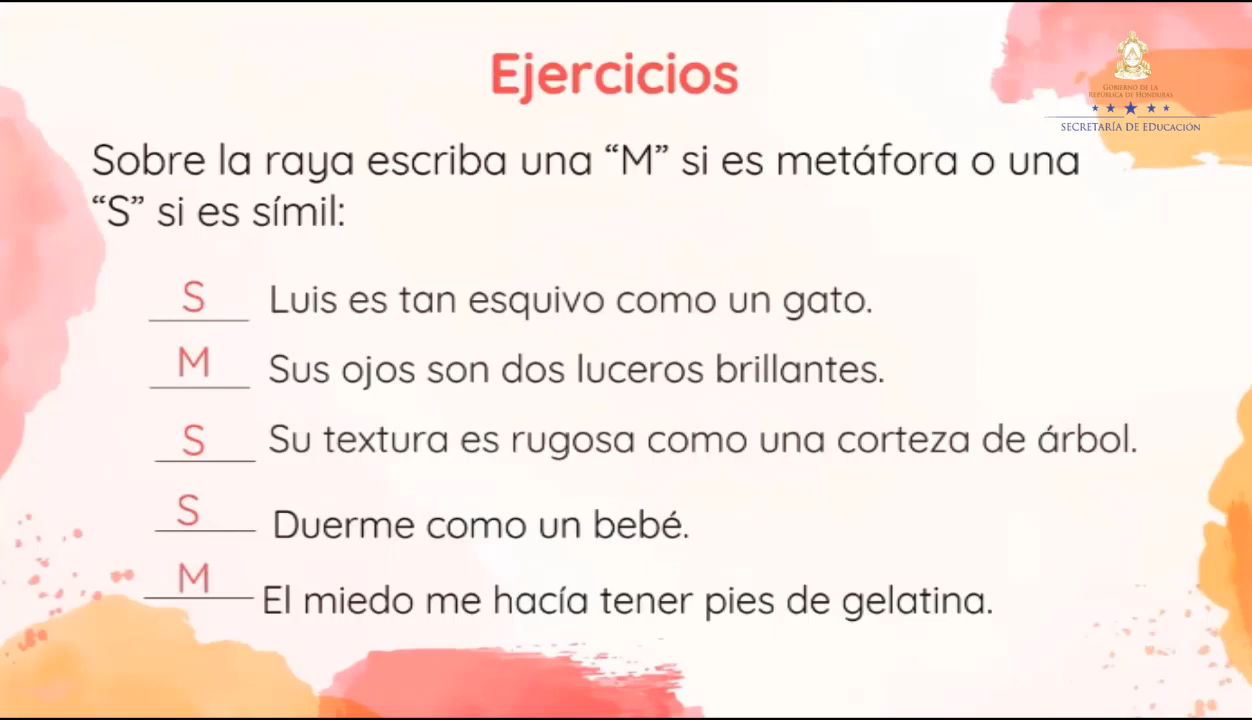 Ejercicios
GOBIERNO DE LA
REPÚBLICA DE HONDURAS
SECRETARÍA DE EDUCACIÓN
Sobre la raya escriba una “M” si es metáfora o una
“S” si es símil:
S Luis es tan esquivo como un gato.
M Sus ojos son dos luceros brillantes.
S Su textura es rugosa como una corteza de árbol.
S Duerme como un bebé.
M El miedo me hacía tener pies de gelatina.